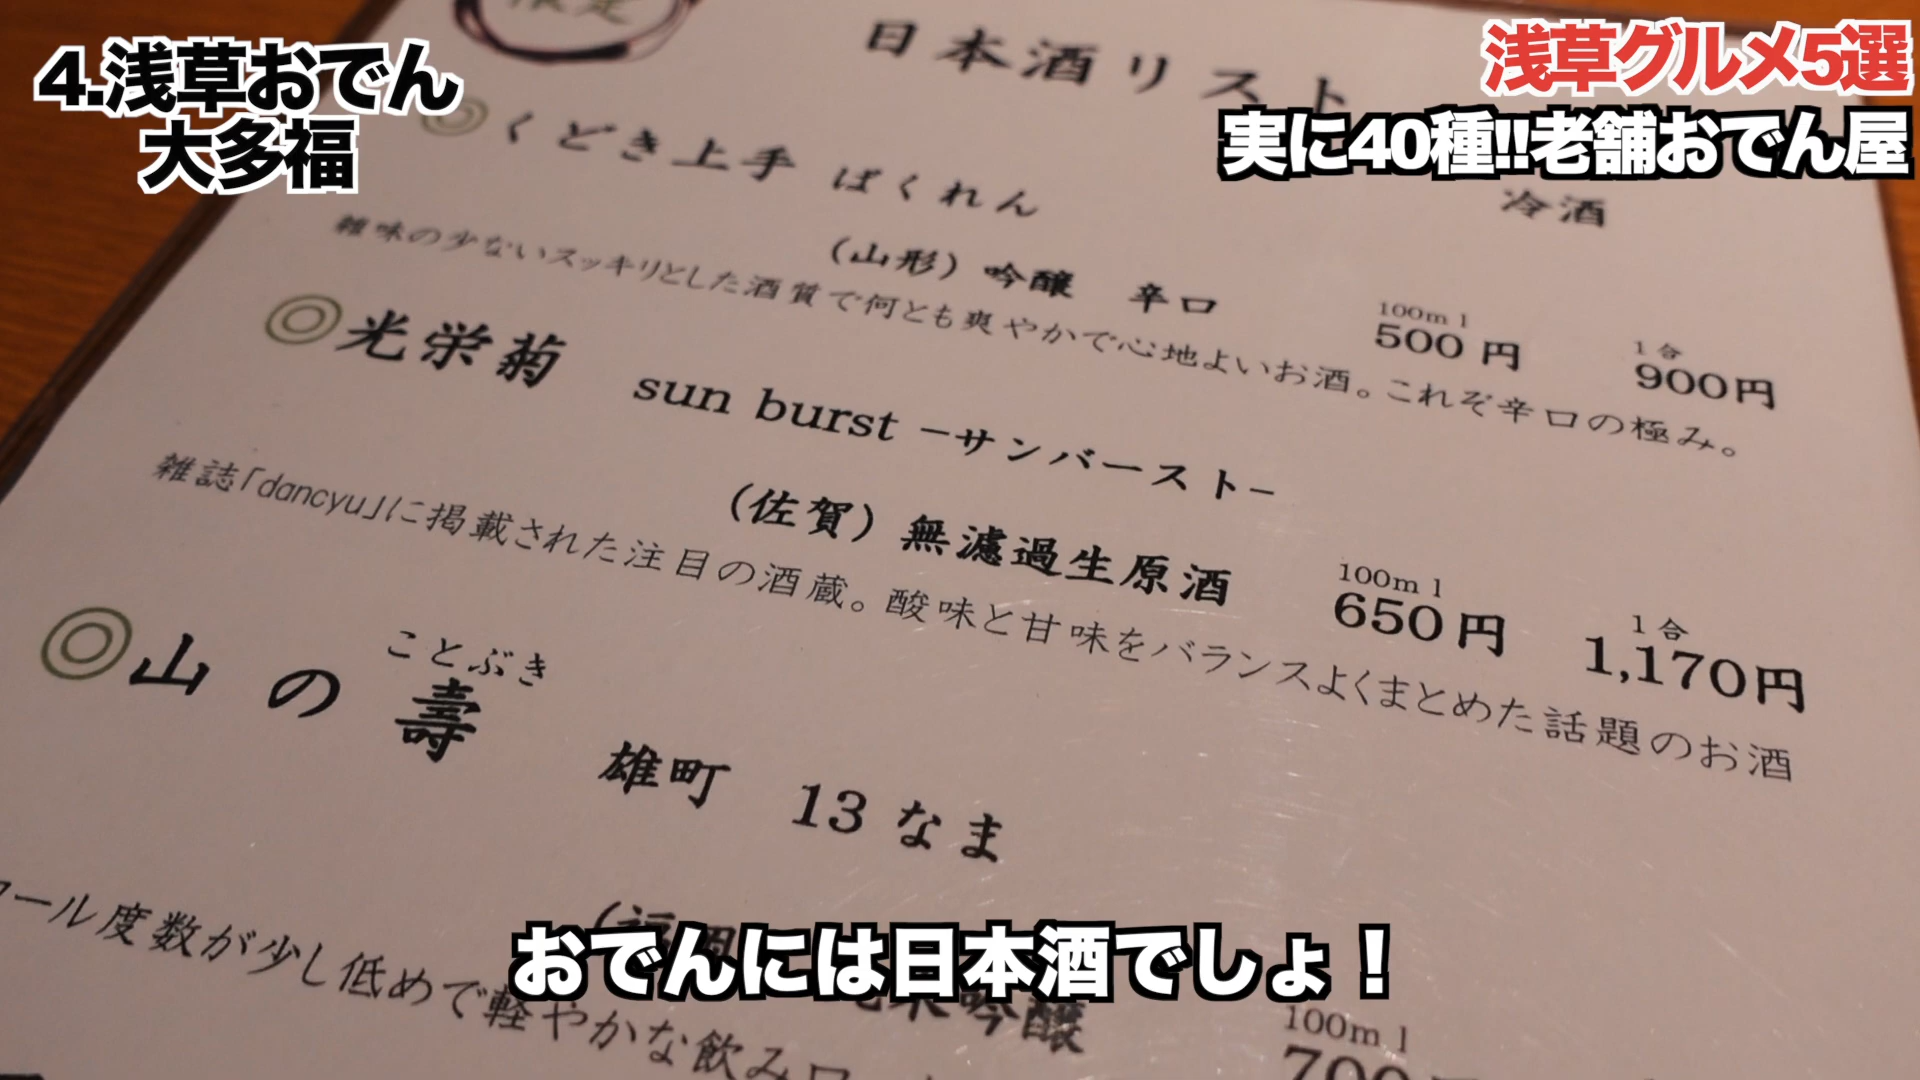 4.浅草おでん
大多福
浅草グルメ5選
実に40種!!老舗おでん屋
限定
日本酒リスト
◎くどき上手 ばくれん
冷酒
(山形) 吟醸 辛口
100ml
500円
1合
900円
雑味の少ないスッキリとした酒質で何とも爽やかで心地よいお酒。これぞ辛口の極み。
◎光栄菊 sun burst −サンバースト−
(佐賀) 無濾過生原酒
100ml
650円
1合
1,170円
雑誌「dancyu」に掲載された注目の酒蔵。酸味と甘味をバランスよくまとめた話題のお酒
ことぶき
◎山の壽 雄町 13なま
吟醸
100ml
ール度数が少し低めで軽やかな飲み口
おでんには日本酒でしょ！